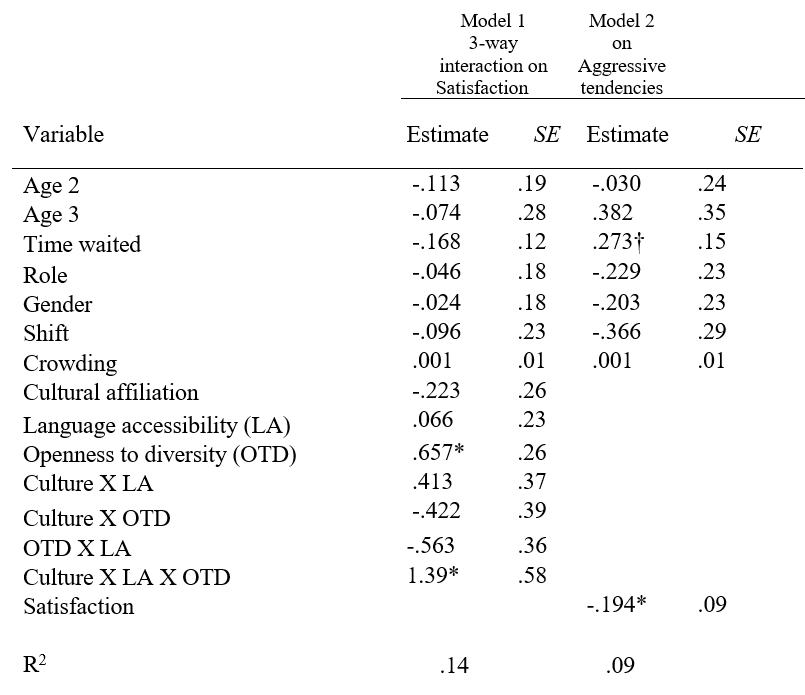 Model 1 Model 2
3-way on
interaction on Aggressive
Satisfaction tendencies
Variable Estimate SE Estimate SE
Age 2 -.113 .19 -.030 .24
Age 3 -.074 .28 .382 .35
Time waited -.168 .12 .273† .15
Role -.046 .18 -.229 .23
Gender -.024 .18 -.203 .23
Shift -.096 .23 -.366 .29
Crowding .001 .01 .001 .01
Cultural affiliation -.223 .26
Language accessibility (LA) .066 .23
Openness to diversity (OTD) .657* .26
Culture X LA .413 .37
Culture X OTD -.422 .39
OTD X LA -.563 .36
Culture X LA X OTD 1.39* .58
Satisfaction -.194* .09
R² .14 .09